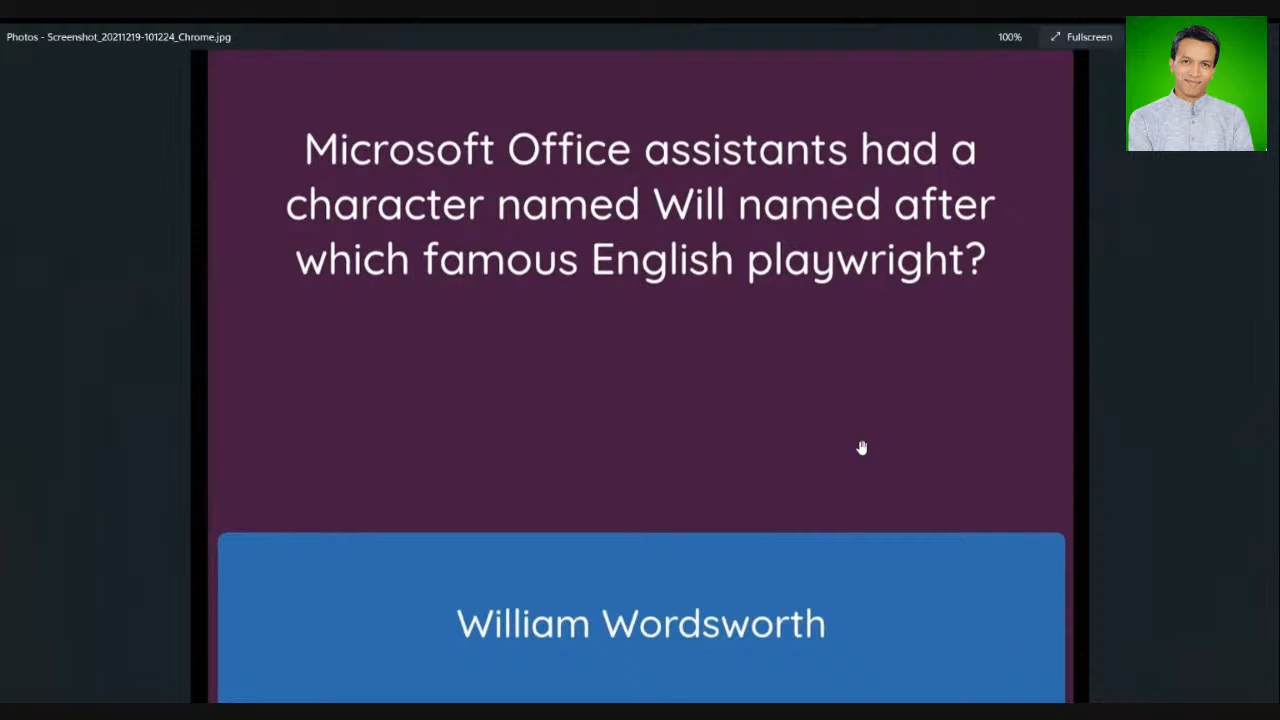 Photos - Screenshot_20211219-101224_Chrome.jpg
100%
Fullscreen
Microsoft Office assistants had a
character named Will named after
which famous English playwright?
William Wordsworth